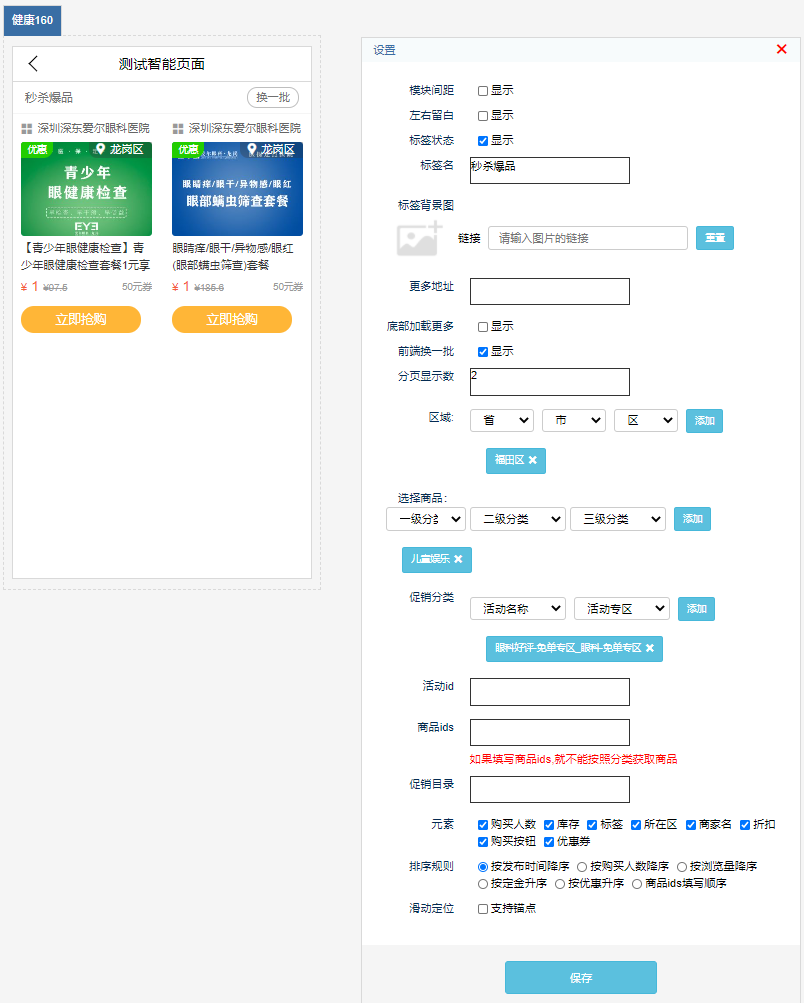 健康160
测试智能页面
秒杀爆品
换一批
深圳深东爱尔眼科医院
深圳深东爱尔眼科医院
优惠
龙岗区
青少年
眼健康检查
EYE
优惠
龙岗区
眼睛痒/眼干/异物感/眼红
眼部螨虫筛查套餐
【青少年眼健康检查】青
少年眼健康检查套餐1元享
眼睛痒/眼干/异物感/眼红
(眼部螨虫筛查)套餐
¥ 1 ¥97.5 50元券
¥ 1 ¥185.6 50元券
立即抢购
立即抢购
设置
模块间距 显示
左右留白 显示
标签状态 显示
标签名 秒杀爆品
标签背景图
链接 请输入图片的链接 重置
更多地址
底部加载更多 显示
前端换一批 显示
分页显示数 2
区域: 省 市 区 添加
福田区
选择商品：
一级分类 二级分类 三级分类 添加
儿童娱乐
促销分类 活动名称 活动专区 添加
眼科好评-免单专区_眼科-免单专区
活动id
商品ids
如果填写商品ids,就不能按照分类获取商品
促销目录
元素 购买人数 库存 标签 所在区 商家名 折扣
购买按钮 优惠券
排序规则 按发布时间降序 按购买人数降序 按浏览量降序
按定金升序 按优惠升序 商品ids填写顺序
滑动定位 支持锚点
保存